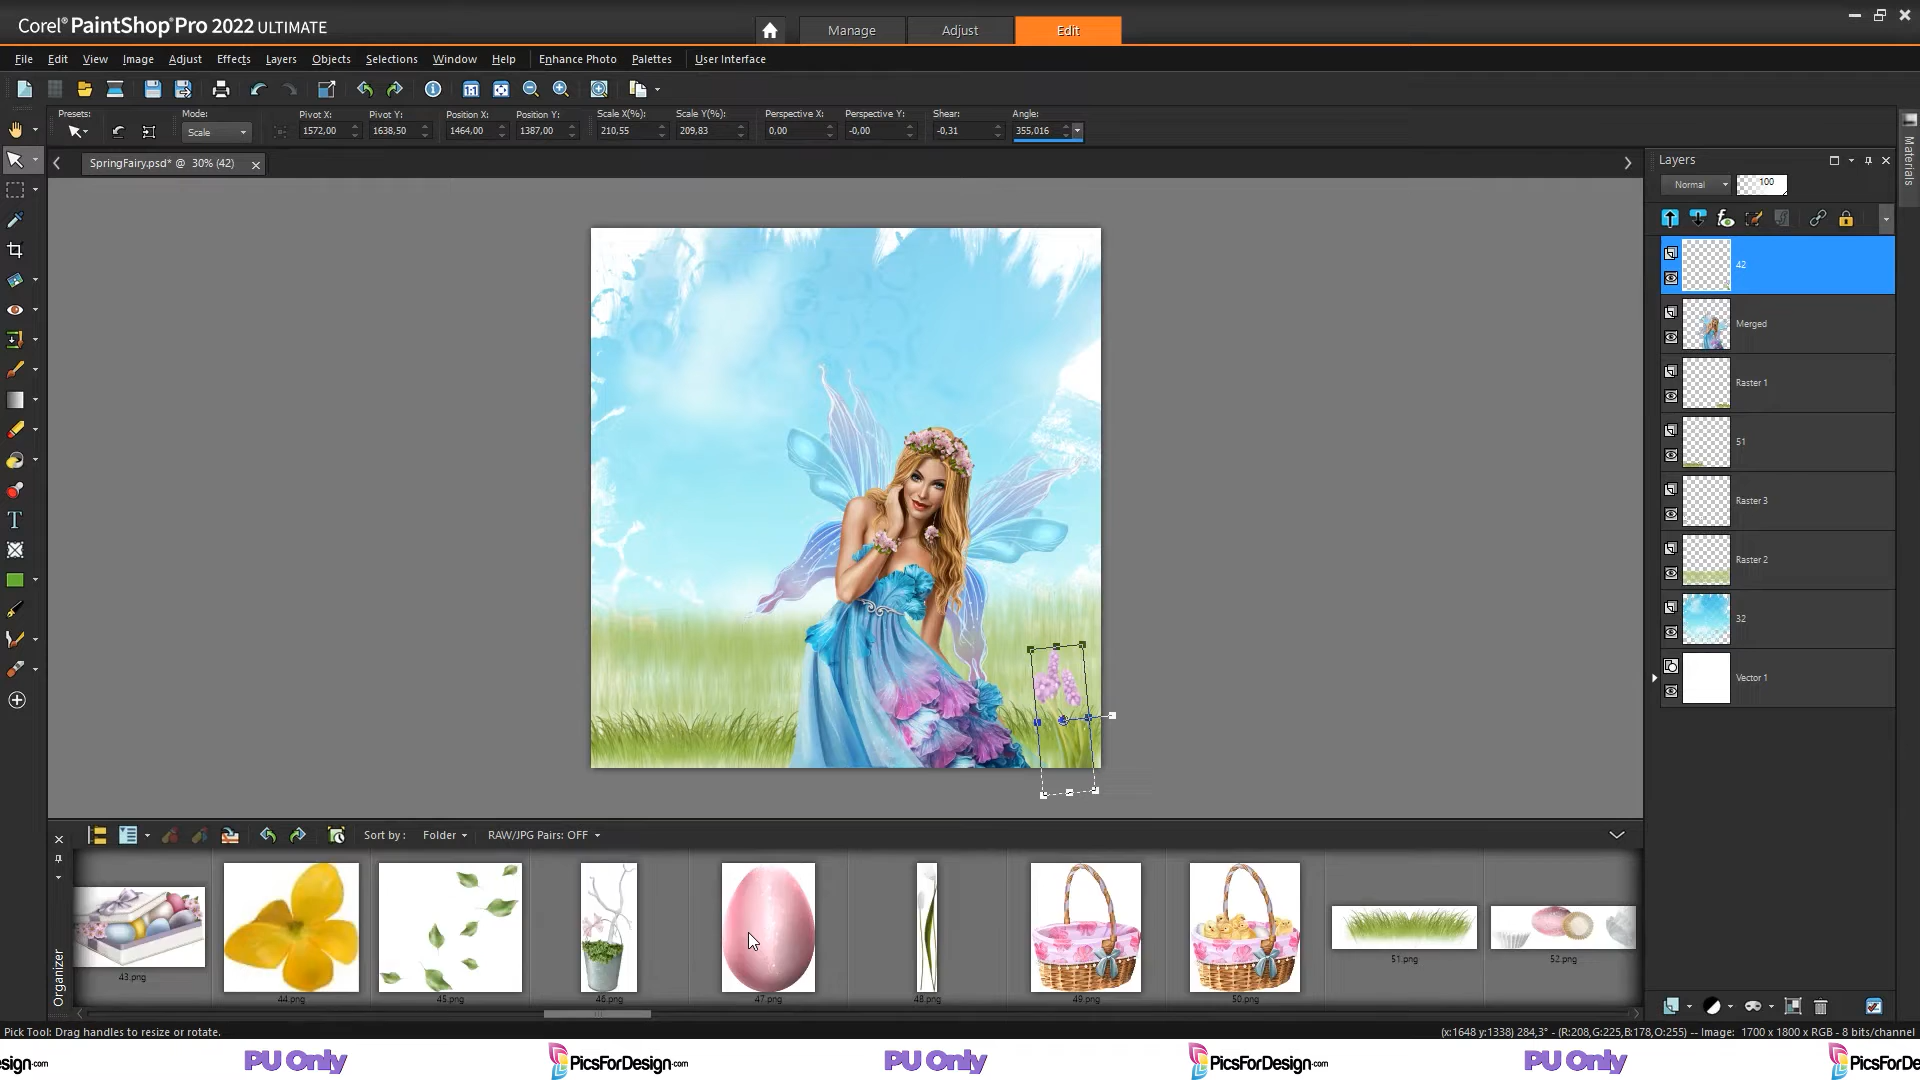 Corel® PaintShop®Pro 2022 ULTIMATE
Manage
Adjust
Edit
File Edit View Image Adjust Effects Layers Objects Selections Window Help Enhance Photo Palettes User Interface
Presets: Mode: Pivot X: Pivot Y: Position X: Position Y: Scale X(%): Scale Y(%): Perspective X: Perspective Y: Shear: Angle:
Scale 1572,00 1638,50 1464,00 1387,00 210,55 209,83 0,00 -0,00 -0,31 355,016
SpringFairy.psd* @ 30% (42)
Layers
Materials
Normal 100
42
Merged
Raster 1
51
Raster 3
Raster 2
32
Vector 1
Sort by : Folder RAW/JPG Pairs: OFF
Organizer
43.png
44.png
45.png
46.png
47.png
48.png
49.png
50.png
51.png
52.png
Pick Tool: Drag handles to resize or rotate.
(x:1648 y:1338) 284,3° - (R:208,G:225,B:178,O:255) -- Image: 1700 x 1800 x RGB - 8 bits/channel
esign.com PU Only PicsForDesign.com PU Only PicsForDesign.com PU Only PicsForDe